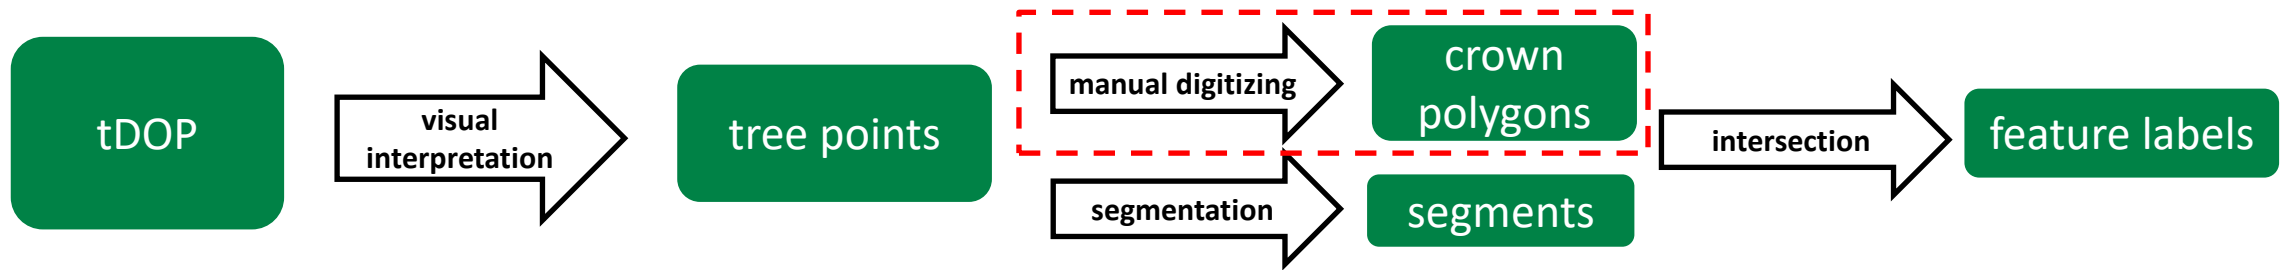 tDOP
visual
interpretation
tree points
manual digitizing
crown
polygons
segmentation
segments
intersection
feature labels